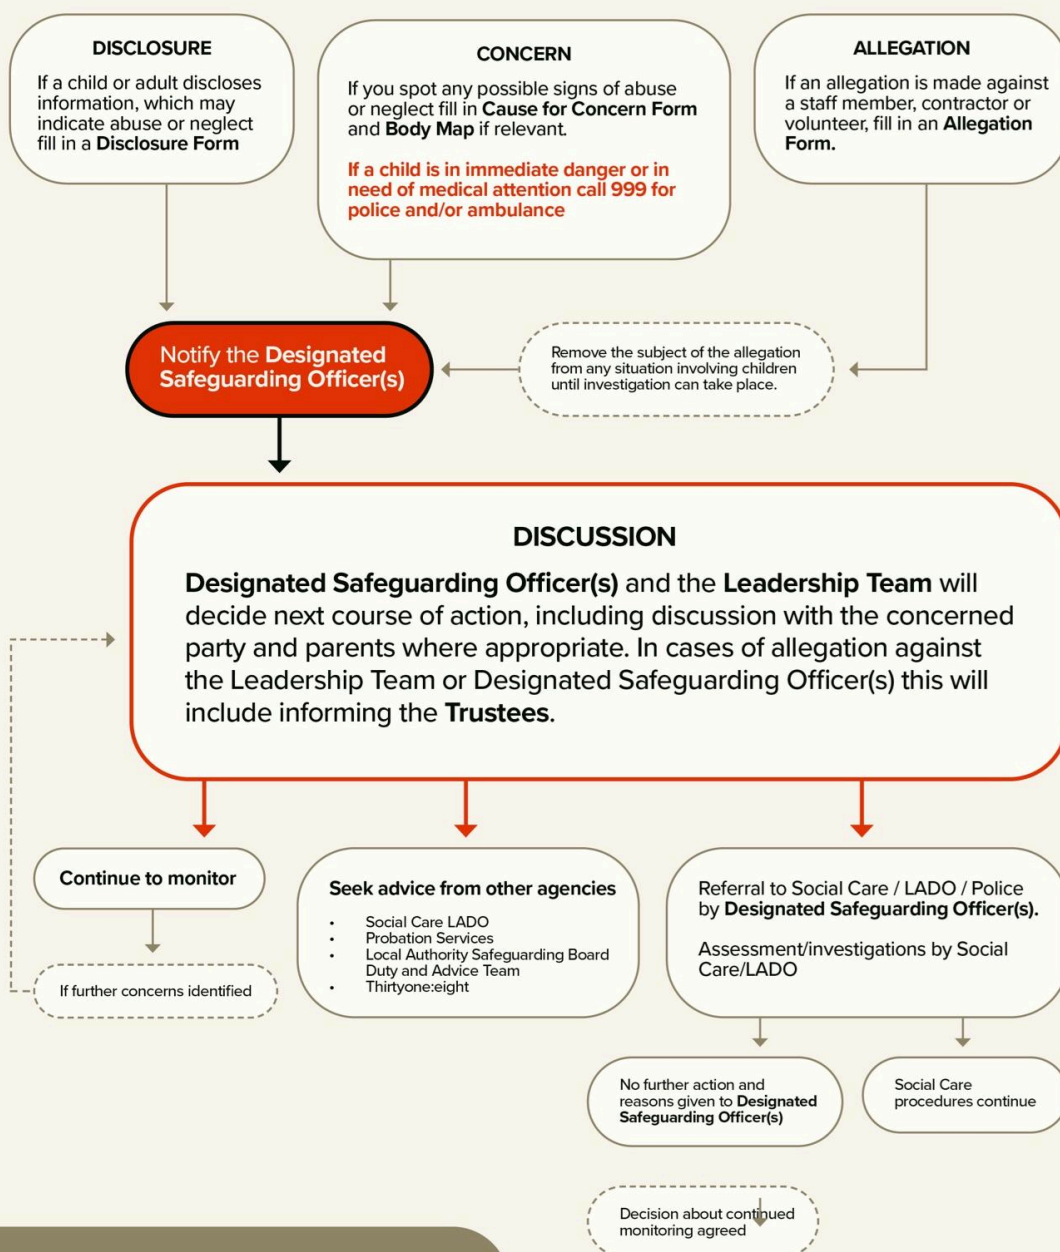 DISCLOSURE
If a child or adult discloses
information, which may
indicate abuse or neglect
fill in a Disclosure Form
CONCERN
If you spot any possible signs of abuse
or neglect fill in Cause for Concern Form
and Body Map if relevant.
If a child is in immediate danger or in
need of medical attention call 999 for
police and/or ambulance
ALLEGATION
If an allegation is made against
a staff member, contractor or
volunteer, fill in an Allegation
Form.
Notify the Designated
Safeguarding Officer(s)
Remove the subject of the allegation
from any situation involving children
until investigation can take place.
DISCUSSION
Designated Safeguarding Officer(s) and the Leadership Team will
decide next course of action, including discussion with the concerned
party and parents where appropriate. In cases of allegation against
the Leadership Team or Designated Safeguarding Officer(s) this will
include informing the Trustees.
Continue to monitor
If further concerns identified
Seek advice from other agencies
• Social Care LADO
• Probation Services
• Local Authority Safeguarding Board
Duty and Advice Team
• Thirtyone:eight
Referral to Social Care / LADO / Police
by Designated Safeguarding Officer(s).
Assessment/investigations by Social
Care/LADO
No further action and
reasons given to Designated
Safeguarding Officer(s)
Social Care
procedures continue
Decision about continued
monitoring agreed